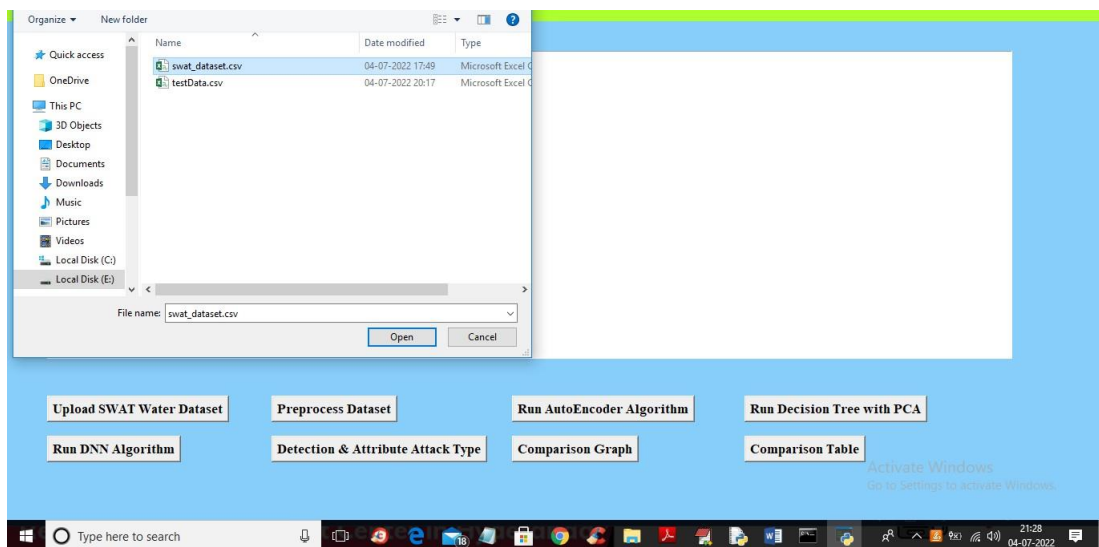 Organize New folder
Name Date modified Type
Quick access
swat_dataset.csv 04-07-2022 17:49 Microsoft Excel C
OneDrive
testData.csv 04-07-2022 20:17 Microsoft Excel C
This PC
3D Objects
Desktop
Documents
Downloads
Music
Pictures
Videos
Local Disk (C:)
Local Disk (E:)
File name: swat_dataset.csv
Open Cancel
Upload SWAT Water Dataset Preprocess Dataset Run AutoEncoder Algorithm Run Decision Tree with PCA
Run DNN Algorithm Detection & Attribute Attack Type Comparison Graph Comparison Table
Activate Windows
Go to Settings to activate Windows.
Type here to search
18
21:28
04-07-2022